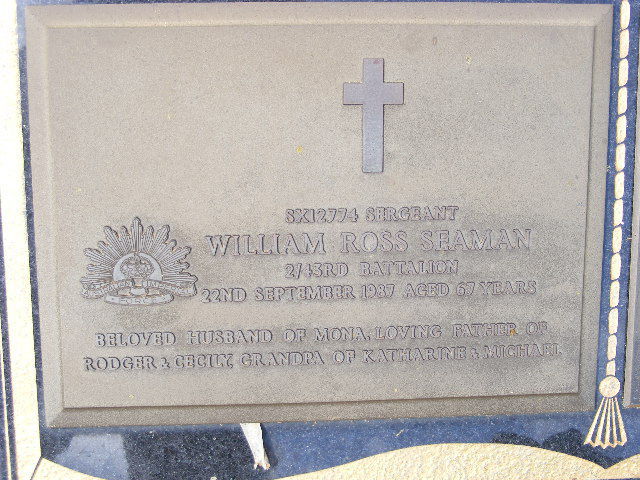 SX12774 SERGEANT
WILLIAM ROSS SEAMAN
2/43RD BATTALION
22ND SEPTEMBER 1987 AGED 67 YEARS
BELOVED HUSBAND OF MONA, LOVING FATHER OF
RODGER & CECILY, GRANDPA OF KATHARINE & MICHAEL